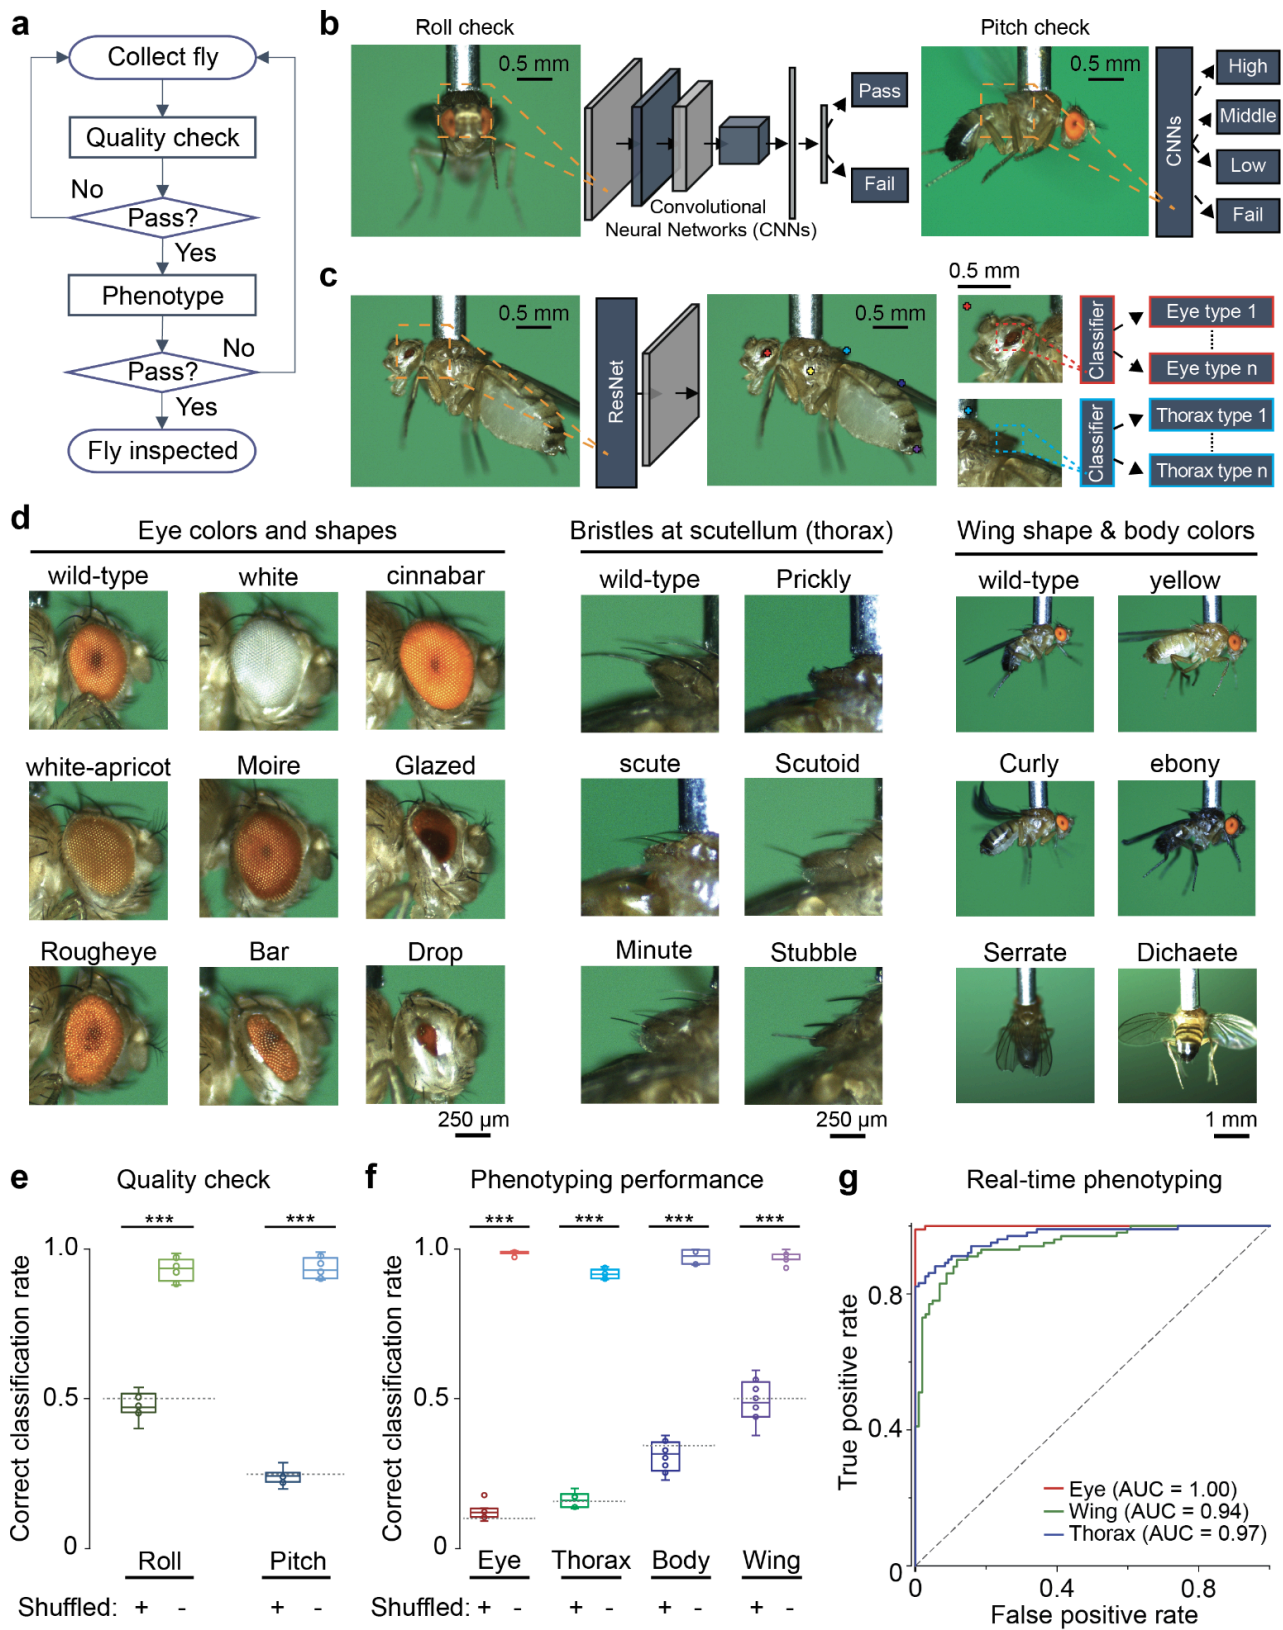 a
Collect fly
Quality check
No
Pass?
Yes
Phenotype
No
Pass?
Yes
Fly inspected
b
Roll check
0.5 mm
Convolutional
Neural Networks (CNNs)
Pass
Fail
Pitch check
0.5 mm
CNNs
High
Middle
Low
Fail
c
0.5 mm
ResNet
0.5 mm
0.5 mm
Classifier
Eye type 1
Eye type n
Classifier
Thorax type 1
Thorax type n
d
Eye colors and shapes
wild-type white cinnabar
white-apricot Moire Glazed
Rougheye Bar Drop
250 µm
Bristles at scutellum (thorax)
wild-type Prickly
scute Scutoid
Minute Stubble
250 µm
Wing shape & body colors
wild-type yellow
Curly ebony
Serrate Dichaete
1 mm
e
Quality check
*** ***
Correct classification rate
1.0
0.5
0
Roll Pitch
Shuffled: + - + -
f
Phenotyping performance
*** *** *** ***
Correct classification rate
1.0
0.5
0
Eye Thorax Body Wing
Shuffled: + - + - + - + -
g
Real-time phenotyping
True positive rate
0.8
0.4
0
Eye (AUC = 1.00)
Wing (AUC = 0.94)
Thorax (AUC = 0.97)
0 0.4 0.8
False positive rate